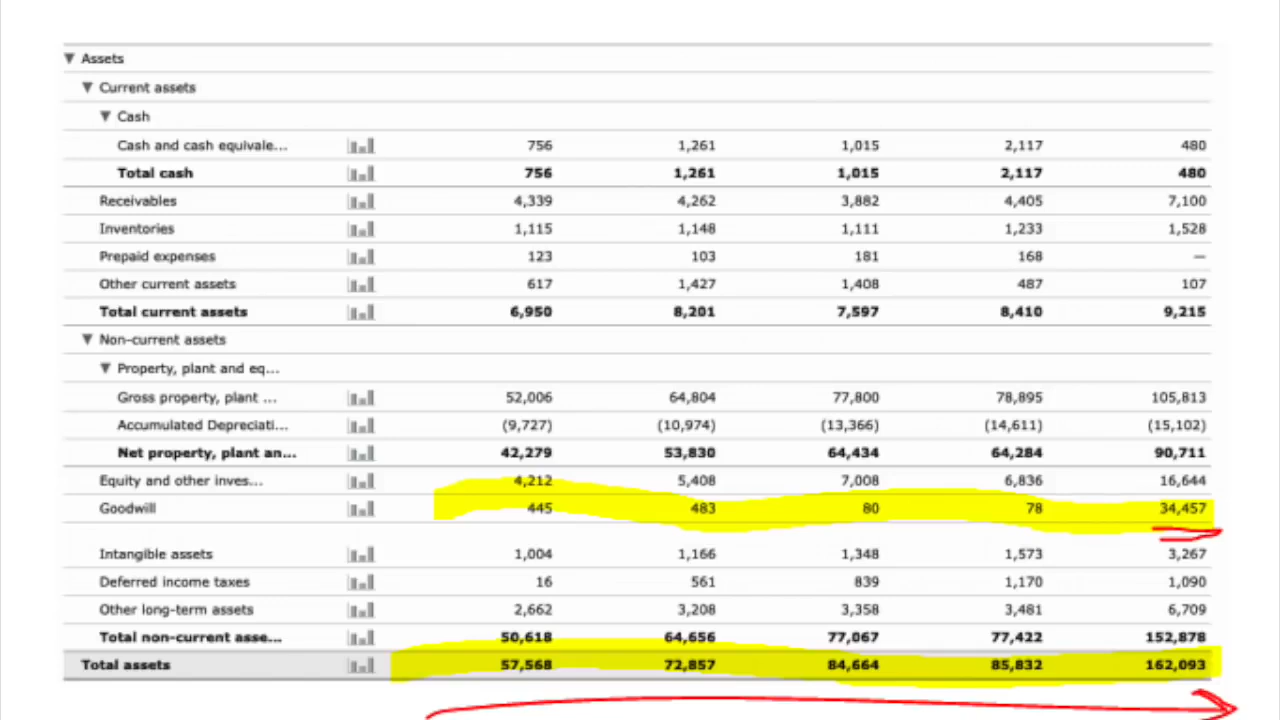 ▼ Assets
▼ Current assets
▼ Cash
Cash and cash equivale... 756 1,261 1,015 2,117 480
Total cash 756 1,261 1,015 2,117 480
Receivables 4,339 4,262 3,882 4,405 7,100
Inventories 1,115 1,148 1,111 1,233 1,528
Prepaid expenses 123 103 181 168 —
Other current assets 617 1,427 1,408 487 107
Total current assets 6,950 8,201 7,597 8,410 9,215
▼ Non-current assets
▼ Property, plant and eq...
Gross property, plant ... 52,006 64,804 77,800 78,895 105,813
Accumulated Depreciati... (9,727) (10,974) (13,366) (14,611) (15,102)
Net property, plant an... 42,279 53,830 64,434 64,284 90,711
Equity and other inves... 4,212 5,408 7,008 6,836 16,644
Goodwill 445 483 80 78 34,457
Intangible assets 1,004 1,166 1,348 1,573 3,267
Deferred income taxes 16 561 839 1,170 1,090
Other long-term assets 2,662 3,208 3,358 3,481 6,709
Total non-current asse... 50,618 64,656 77,067 77,422 152,878
Total assets 57,568 72,857 84,664 85,832 162,093